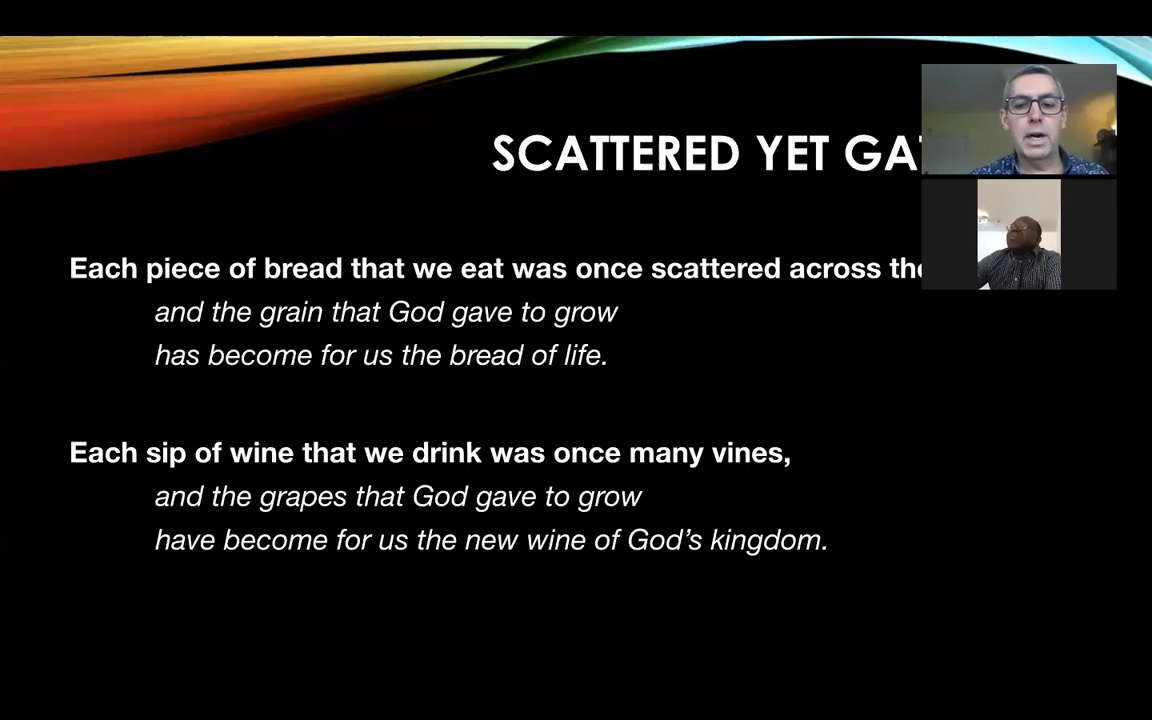 SCATTERED YET
Each piece of bread that we eat was once scattered across
and the grain that God gave to grow
has become for us the bread of life.
Each sip of wine that we drink was once many vines,
and the grapes that God gave to grow
have become for us the new wine of God’s kingdom.